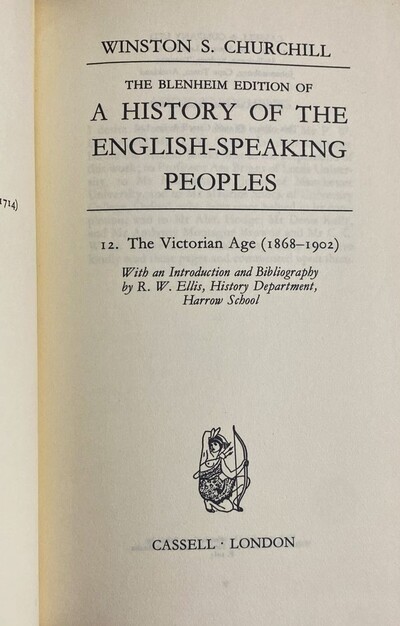 1714)
WINSTON S. CHURCHILL
THE BLENHEIM EDITION OF
A HISTORY OF THE
ENGLISH-SPEAKING
PEOPLES
12. The Victorian Age (1868–1902)
With an Introduction and Bibliography
by R. W. Ellis, History Department,
Harrow School
CASSELL · LONDON